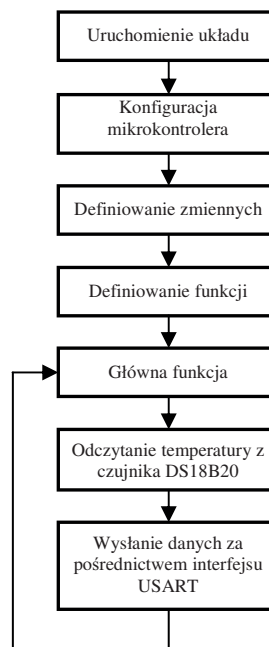 Uruchomienie układu
Konfiguracja
mikrokontrolera
Definiowanie zmiennych
Definiowanie funkcji
Główna funkcja
Odczytanie temperatury z
czujnika DS18B20
Wysłanie danych za
pośrednictwem interfejsu
USART